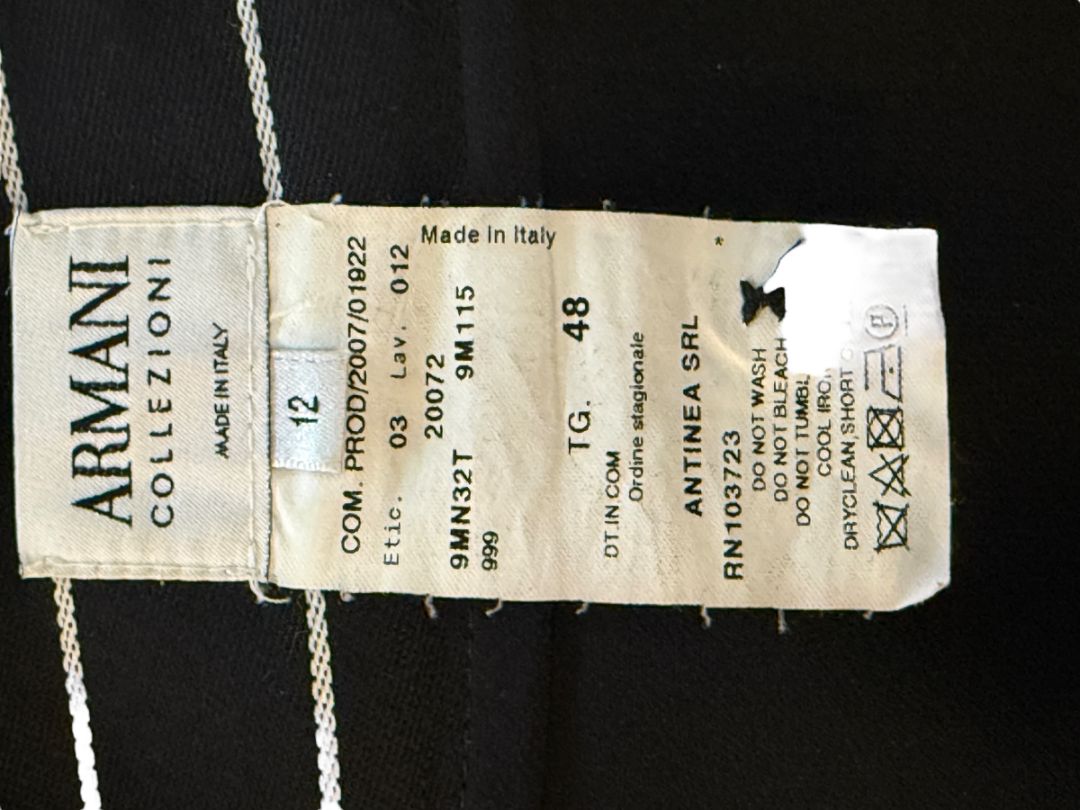 ARMANI
COLLEZIONI
MADE IN ITALY
12
COM. PROD/2007/01922
Etic. 03 Lav. 012
20072
Made in Italy
9MN32T 9M115
999
TG. 48
DT.IN.COM
Ordine stagionale
ANTINEA SRL
*
RN103723
DO NOT WASH
DO NOT BLEACH
DO NOT
COOL
DRYCLEAN,SHORT
P